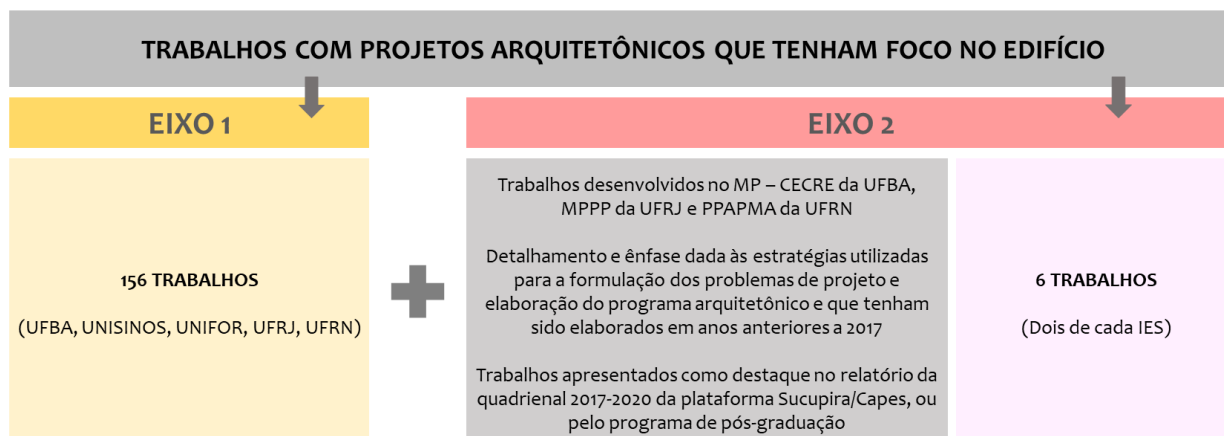 TRABALHOS COM PROJETOS ARQUITETÔNICOS QUE TENHAM FOCO NO EDIFÍCIO
EIXO 1
156 TRABALHOS
(UFBA, UNISINOS, UNIFOR, UFRJ, UFRN)
EIXO 2
Trabalhos desenvolvidos no MP – CECRE da UFBA,
MPPP da UFRJ e PPAPMA da UFRN
Detalhamento e ênfase dada às estratégias utilizadas
para a formulação dos problemas de projeto e
elaboração do programa arquitetônico e que tenham
sido elaborados em anos anteriores a 2017
Trabalhos apresentados como destaque no relatório da
quadrienal 2017-2020 da plataforma Sucupira/Capes, ou
pelo programa de pós-graduação
6 TRABALHOS
(Dois de cada IES)